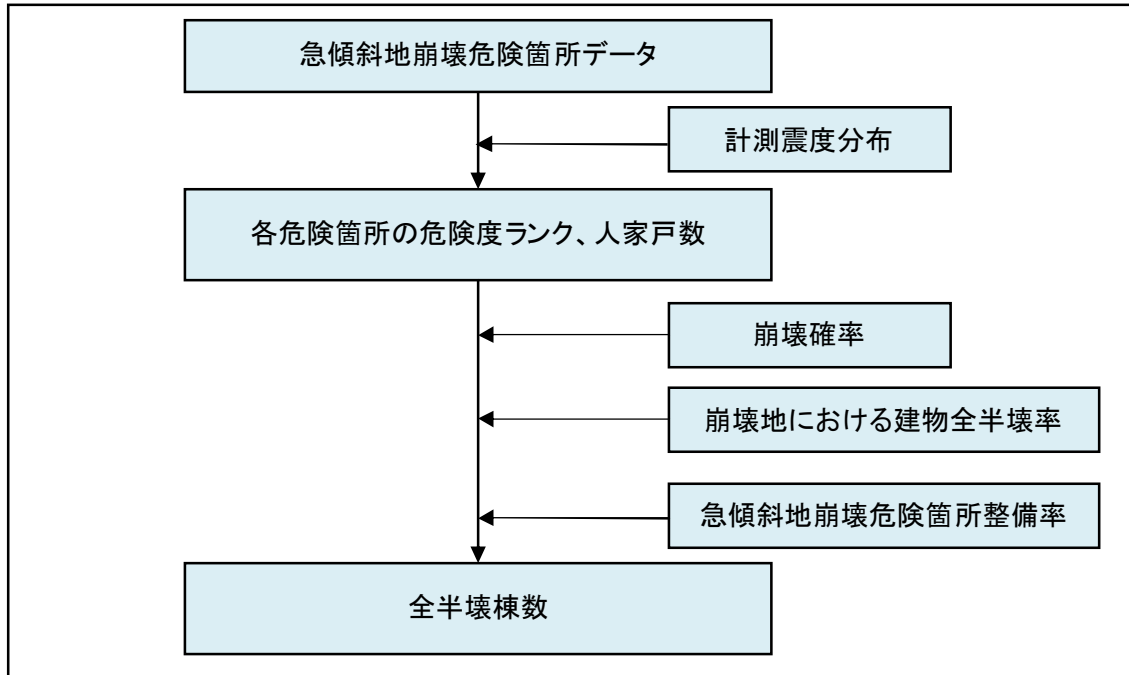 急傾斜地崩壊危険箇所データ
計測震度分布
各危険箇所の危険度ランク、人家戸数
崩壊確率
崩壊地における建物全半壊率
急傾斜地崩壊危険箇所整備率
全半壊棟数